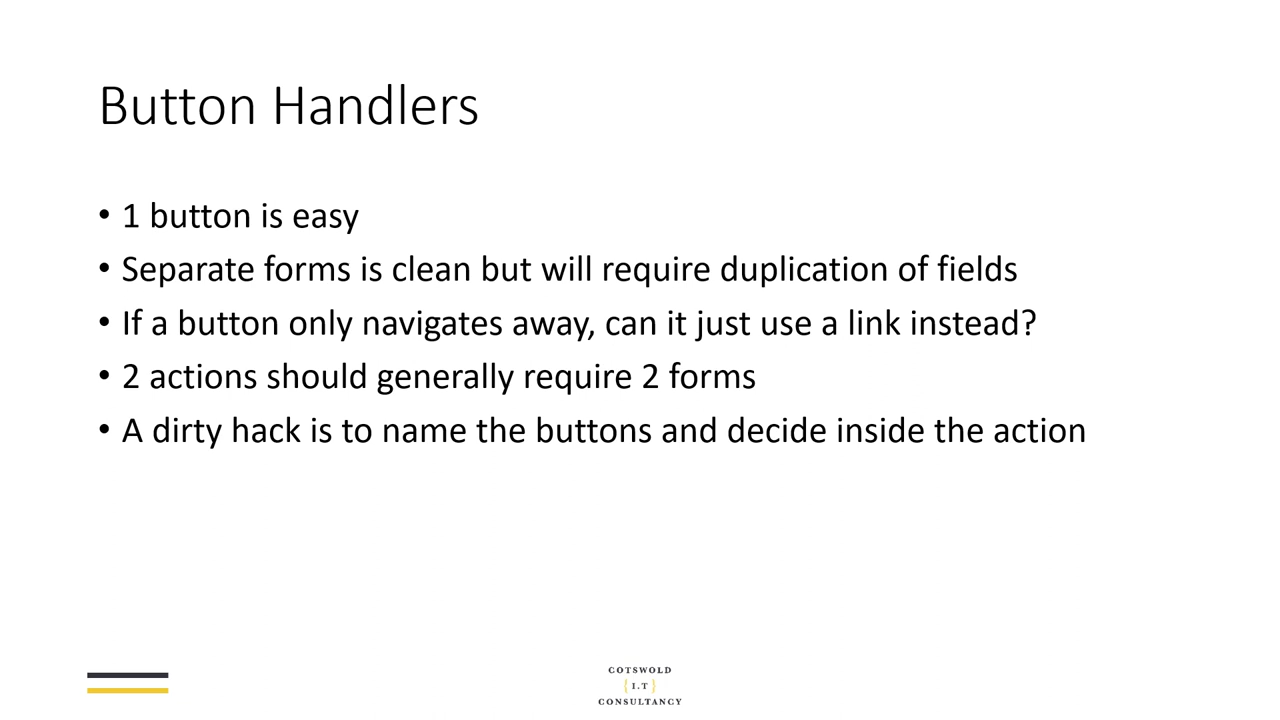 Button Handlers
• 1 button is easy
• Separate forms is clean but will require duplication of fields
• If a button only navigates away, can it just use a link instead?
• 2 actions should generally require 2 forms
• A dirty hack is to name the buttons and decide inside the action
COTSWOLD
{I.T}
CONSULTANCY